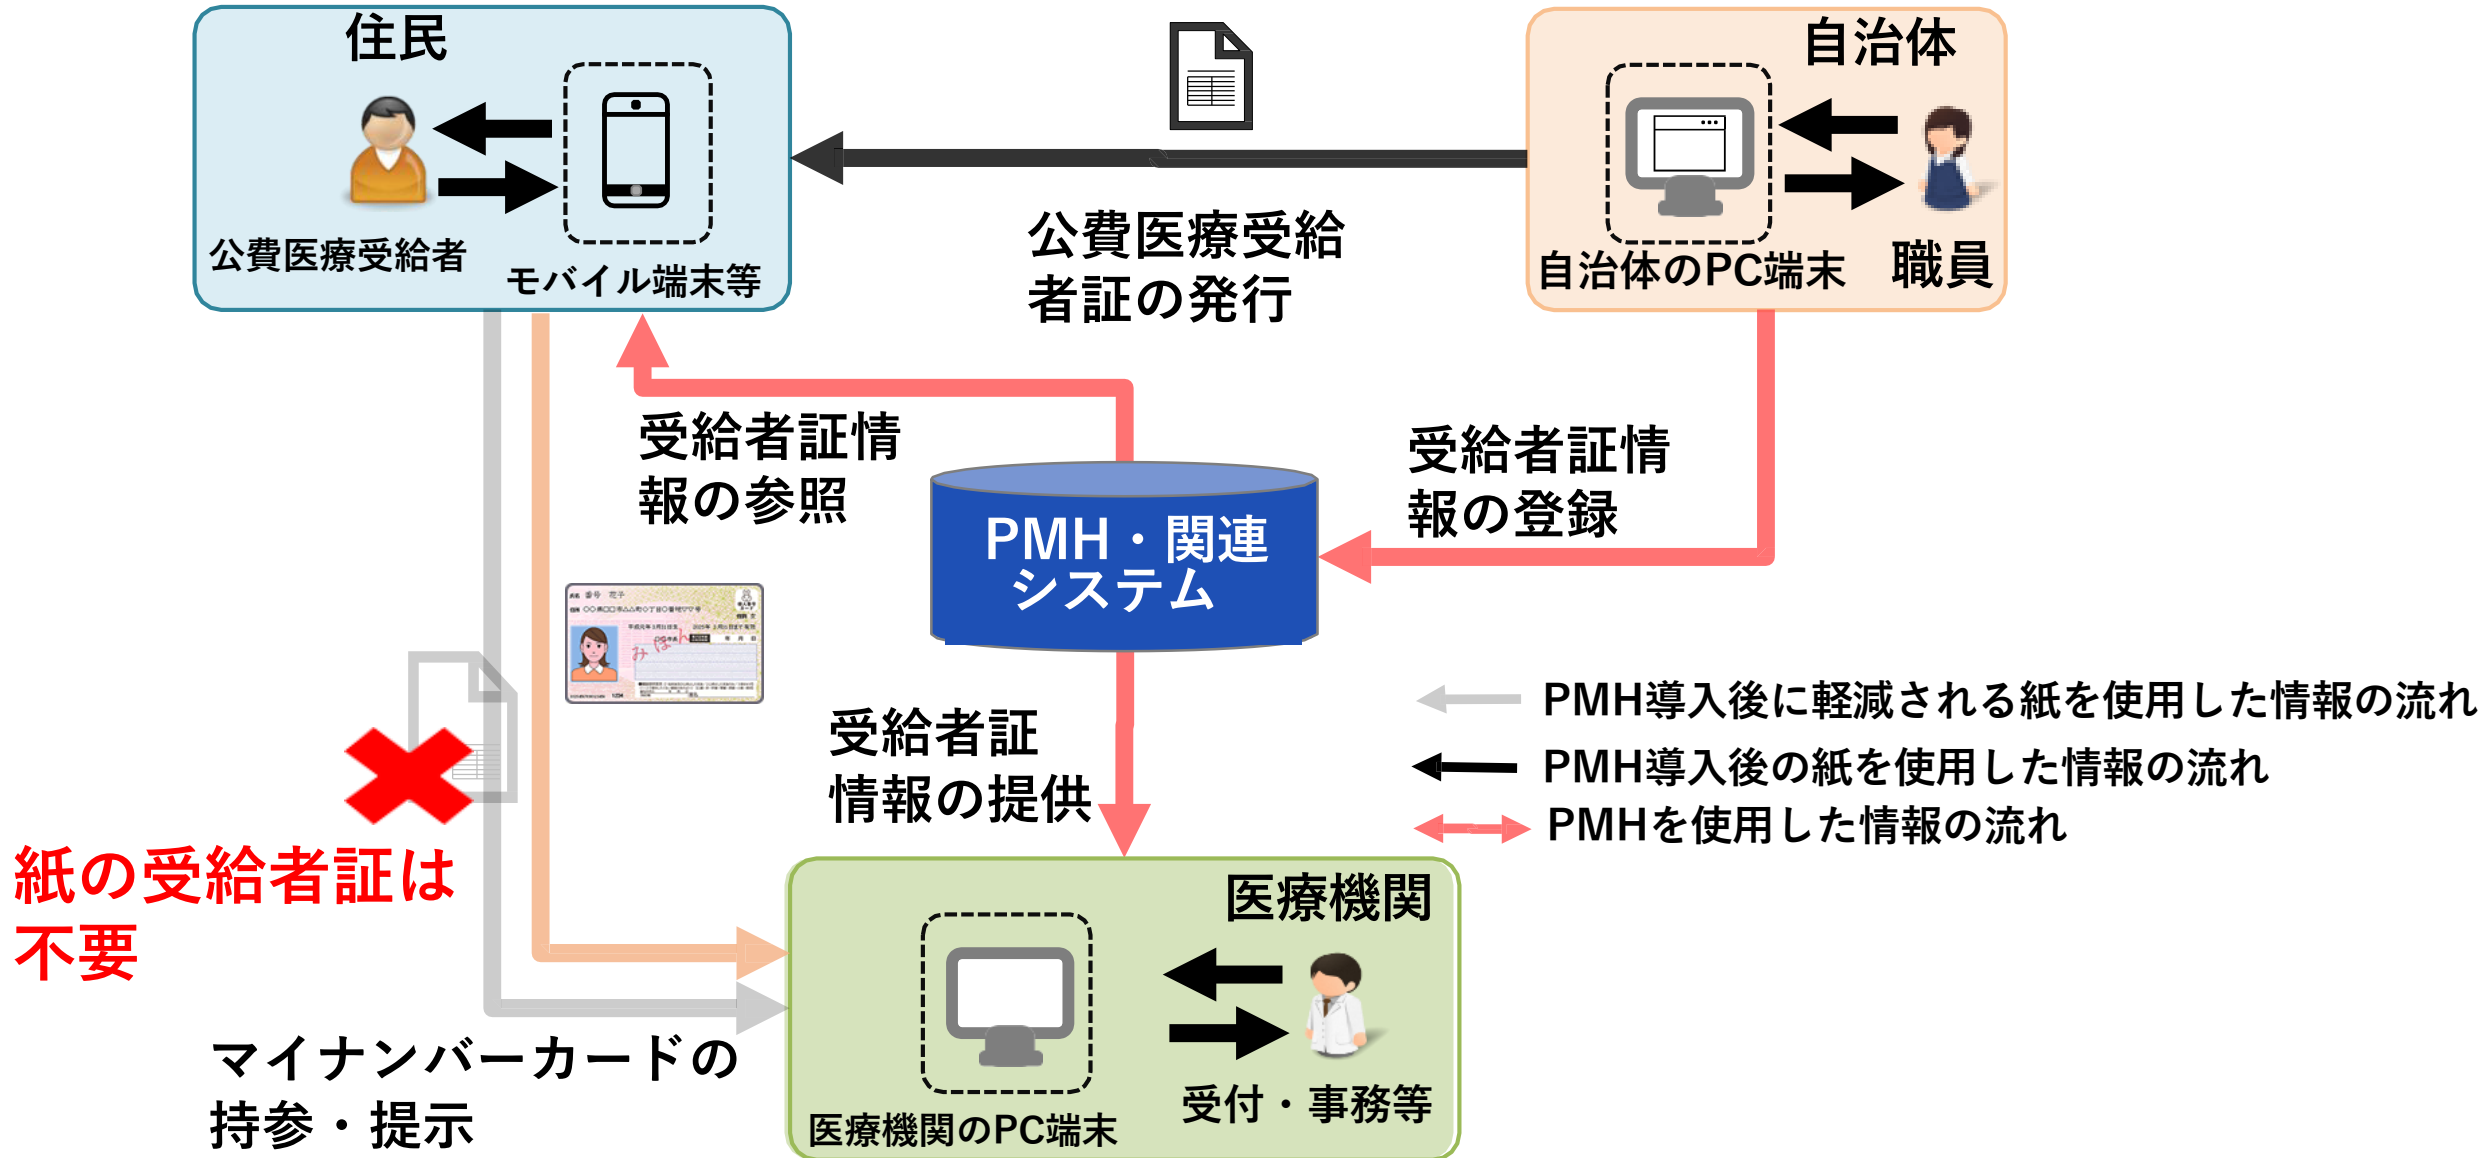 住民
公費医療受給者
モバイル端末等
自治体
自治体のPC端末
職員
公費医療受給
者証の発行
受給者証情
報の参照
受給者証情
報の登録
PMH・関連
システム
番号 花子
みほん
1234
受給者証
情報の提供
PMH導入後に軽減される紙を使用した情報の流れ
PMH導入後の紙を使用した情報の流れ
PMHを使用した情報の流れ
紙の受給者証は
不要
マイナンバーカードの
持参・提示
医療機関
医療機関のPC端末
受付・事務等